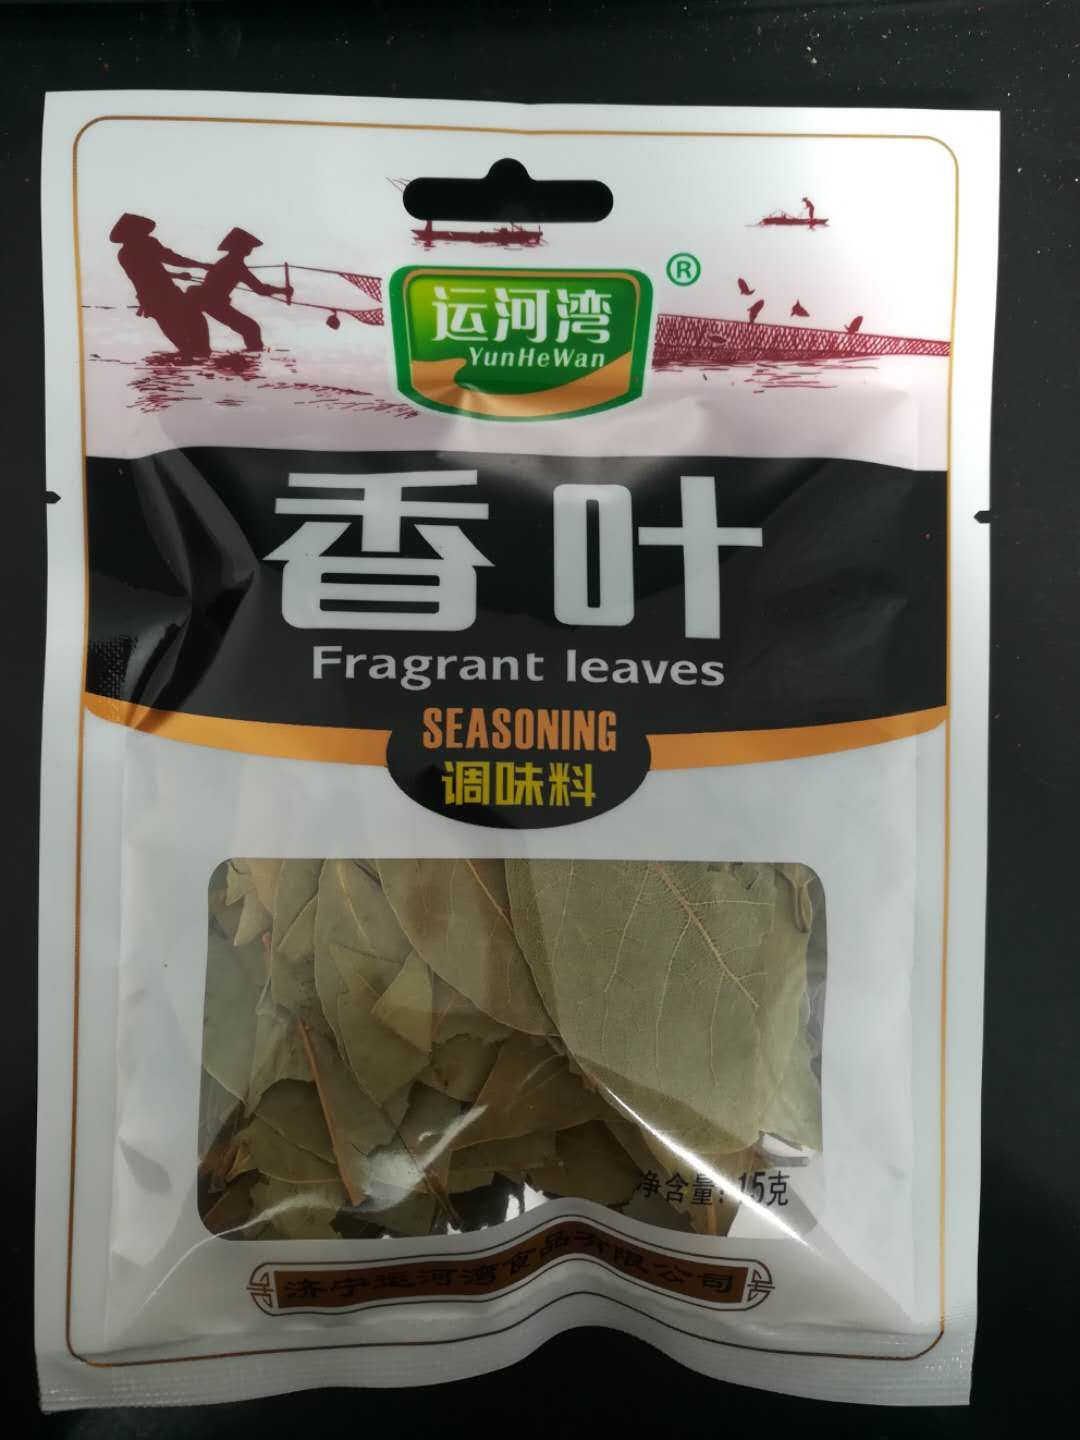 ®
运河湾
YunHeWan
香叶
Fragrant leaves
SEASONING
调味料
净含量：15克
济宁运河湾食品有限公司